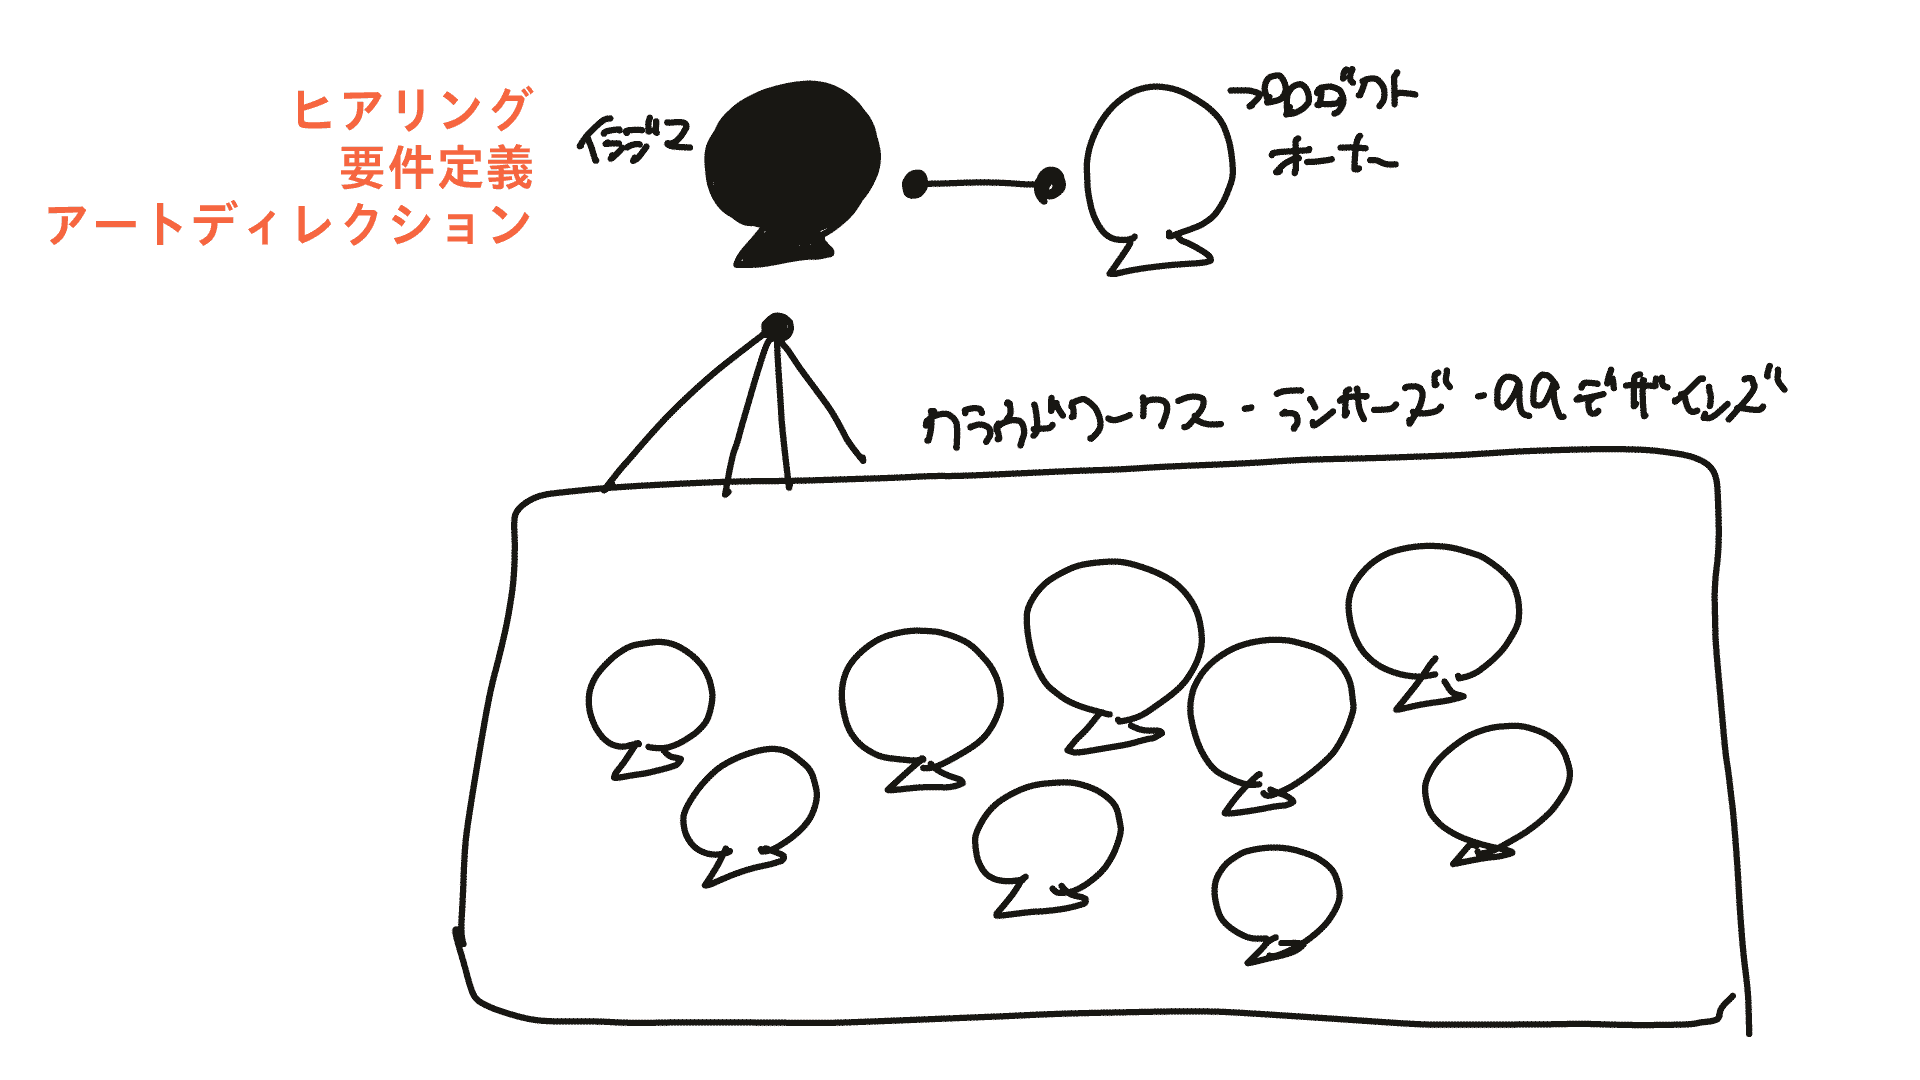 ヒアリング
要件定義
アートディレクション
イラデス
→プロダクト
オーナー
クラウドワークス・ランサーズ・99デザインズ